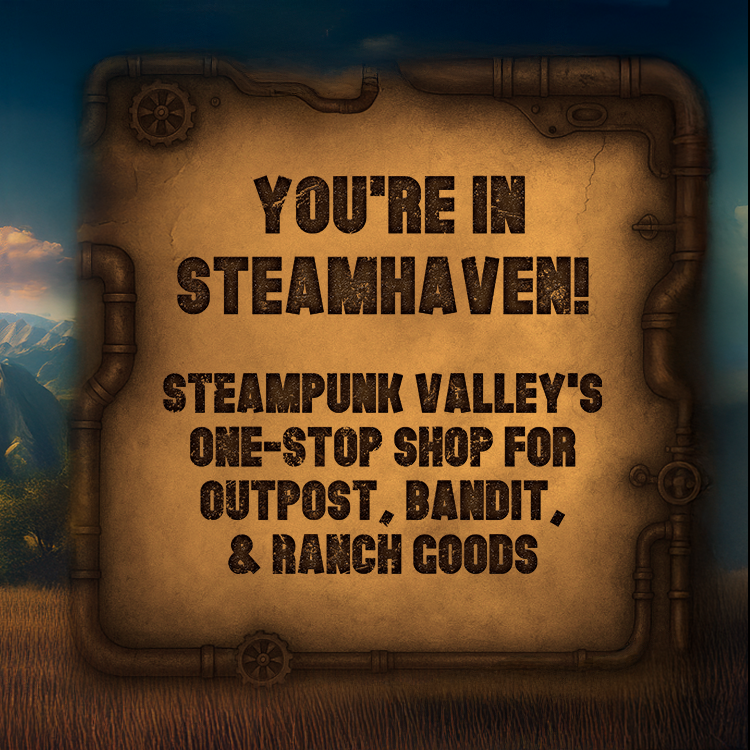 YOU'RE IN
STEAMHAVEN!
STEAMPUNK VALLEY'S
ONE-STOP SHOP FOR
OUTPOST, BANDIT,
& RANCH GOODS